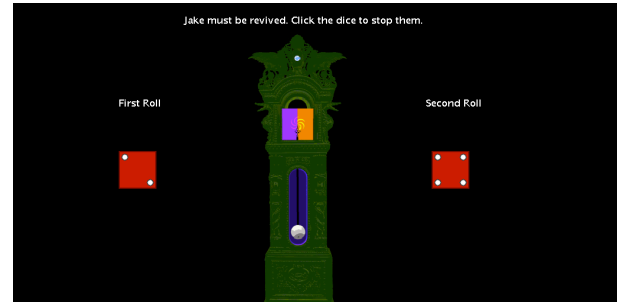 Jake must be revived. Click the dice to stop them.
First Roll
Second Roll